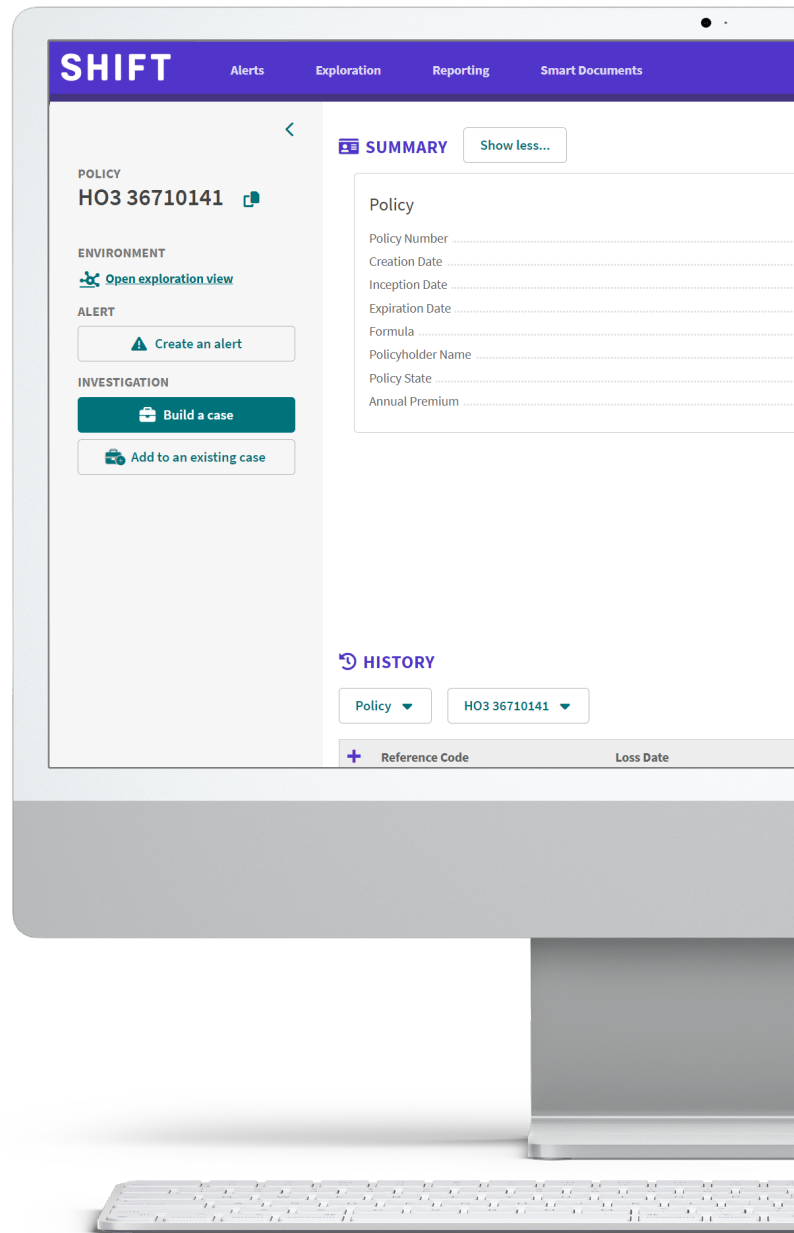 SHIFT
Alerts Exploration Reporting Smart Documents
POLICY
HO3 36710141
ENVIRONMENT
Open exploration view
ALERT
Create an alert
INVESTIGATION
Build a case
Add to an existing case
SUMMARY Show less...
Policy
Policy Number
Creation Date
Inception Date
Expiration Date
Formula
Policyholder Name
Policy State
Annual Premium
HISTORY
Policy HO3 36710141
Reference Code Loss Date